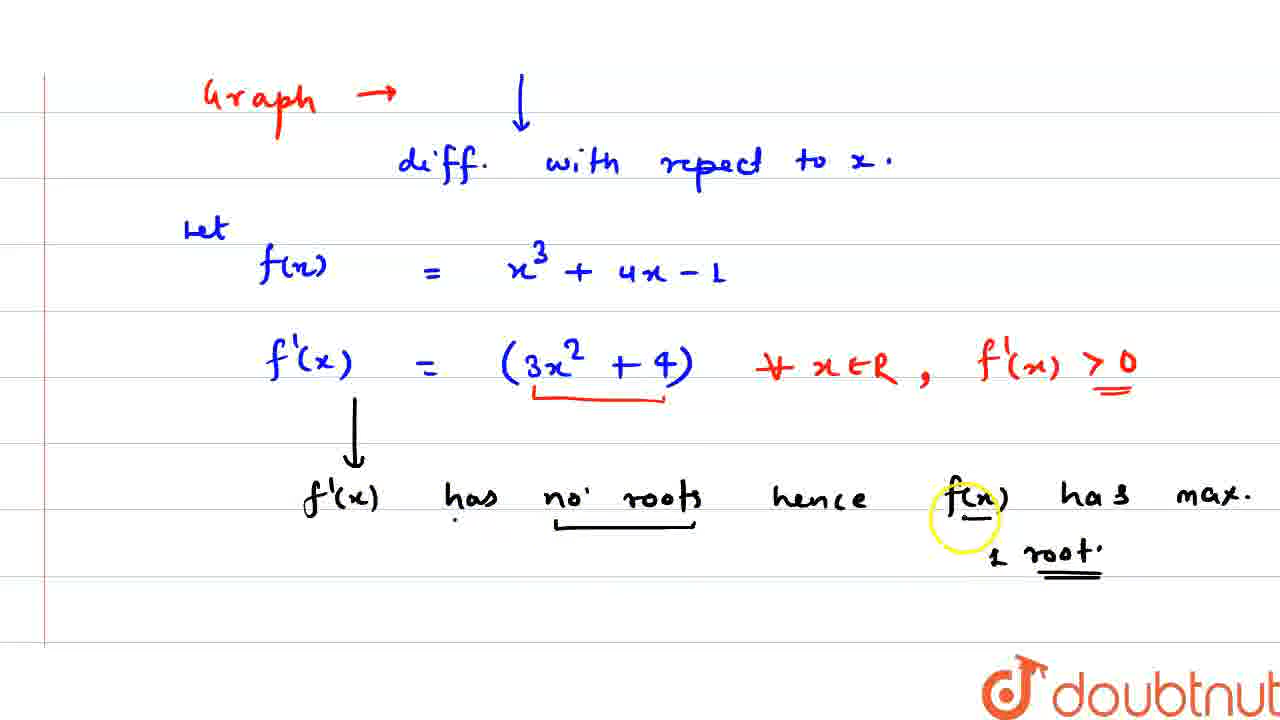 Graph →
↓
diff. with repect to x.
Let
f(x) = x³ + 4x - 1
f'(x) = (3x² + 4) ∀ x ∈ R, f'(x) > 0
↓
f'(x) has no roots hence f(x) has max.
1 root.
doubtnut